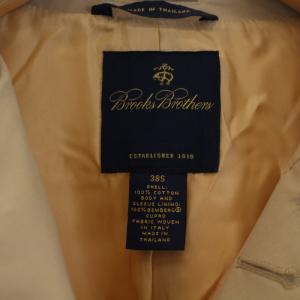 MADE IN THAILAND
Brooks Brothers
ESTABLISHED 1818
38S
SHELL:
100% COTTON
BODY AND
SLEEVE LINING:
100% BEMBERG®
CUPRO
FABRIC WOVEN
IN ITALY
MADE IN
THAILAND